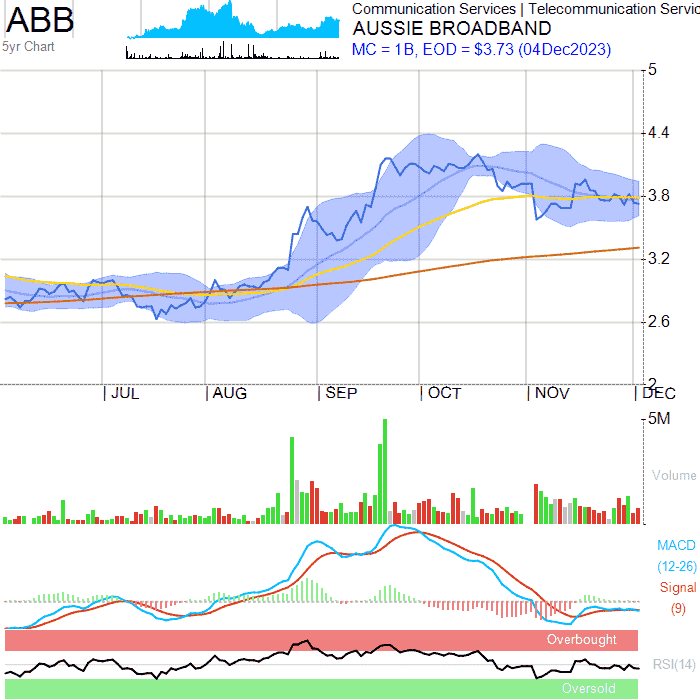 ABB
5yr Chart
Communication Services | Telecommunication Servic
AUSSIE BROADBAND
MC = 1B, EOD = $3.73 (04Dec2023)
5
4.4
3.8
3.2
2.6
2
JUL AUG SEP OCT NOV DEC
5M
Volume
MACD
(12-26)
Signal
(9)
Overbought
RSI(14)
Oversold